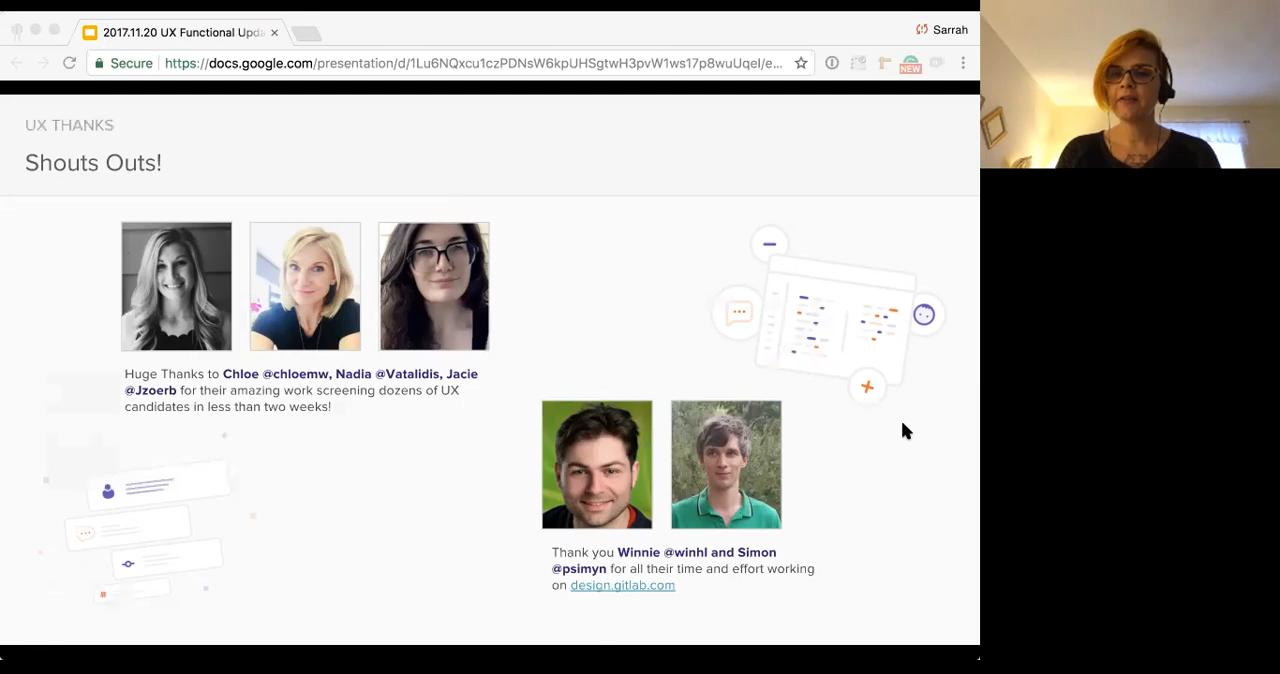 2017.11.20 UX Functional Upda
Sarrah
Secure
https://docs.google.com/presentation/d/1Lu6NQxcu1czPDNsW6kpUHSgtwH3pvW1ws17p8wuUqeI/e...
NEW
UX THANKS
Shouts Outs!
Huge Thanks to Chloe @chloemw, Nadia @Vatalidis, Jacie
@Jzoerb for their amazing work screening dozens of UX
candidates in less than two weeks!
Thank you Winnie @winhl and Simon
@psimyn for all their time and effort working
on design.gitlab.com